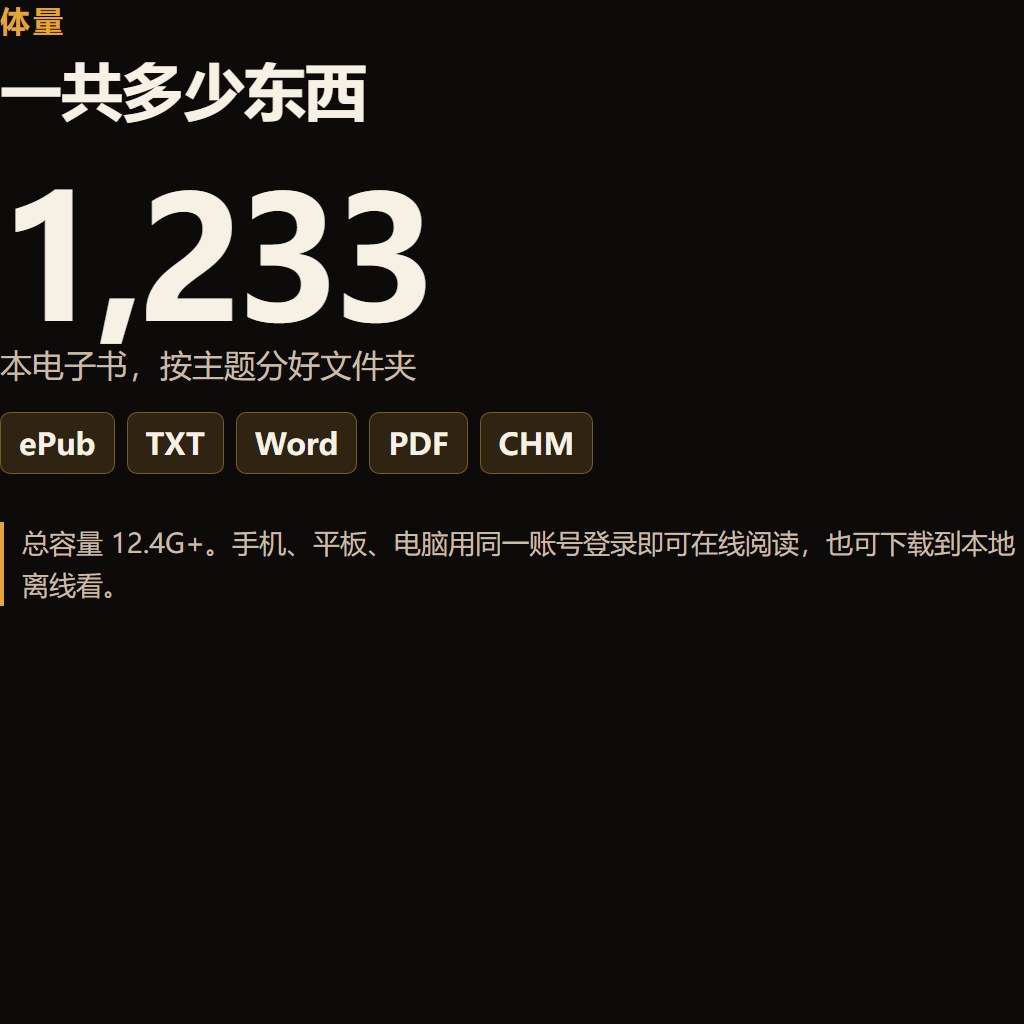 体量
一共多少东西
1,233
本电子书，按主题分好文件夹
ePub TXT Word PDF CHM
总容量 12.4G+。手机、平板、电脑用同一账号登录即可在线阅读，也可下载到本地
离线看。